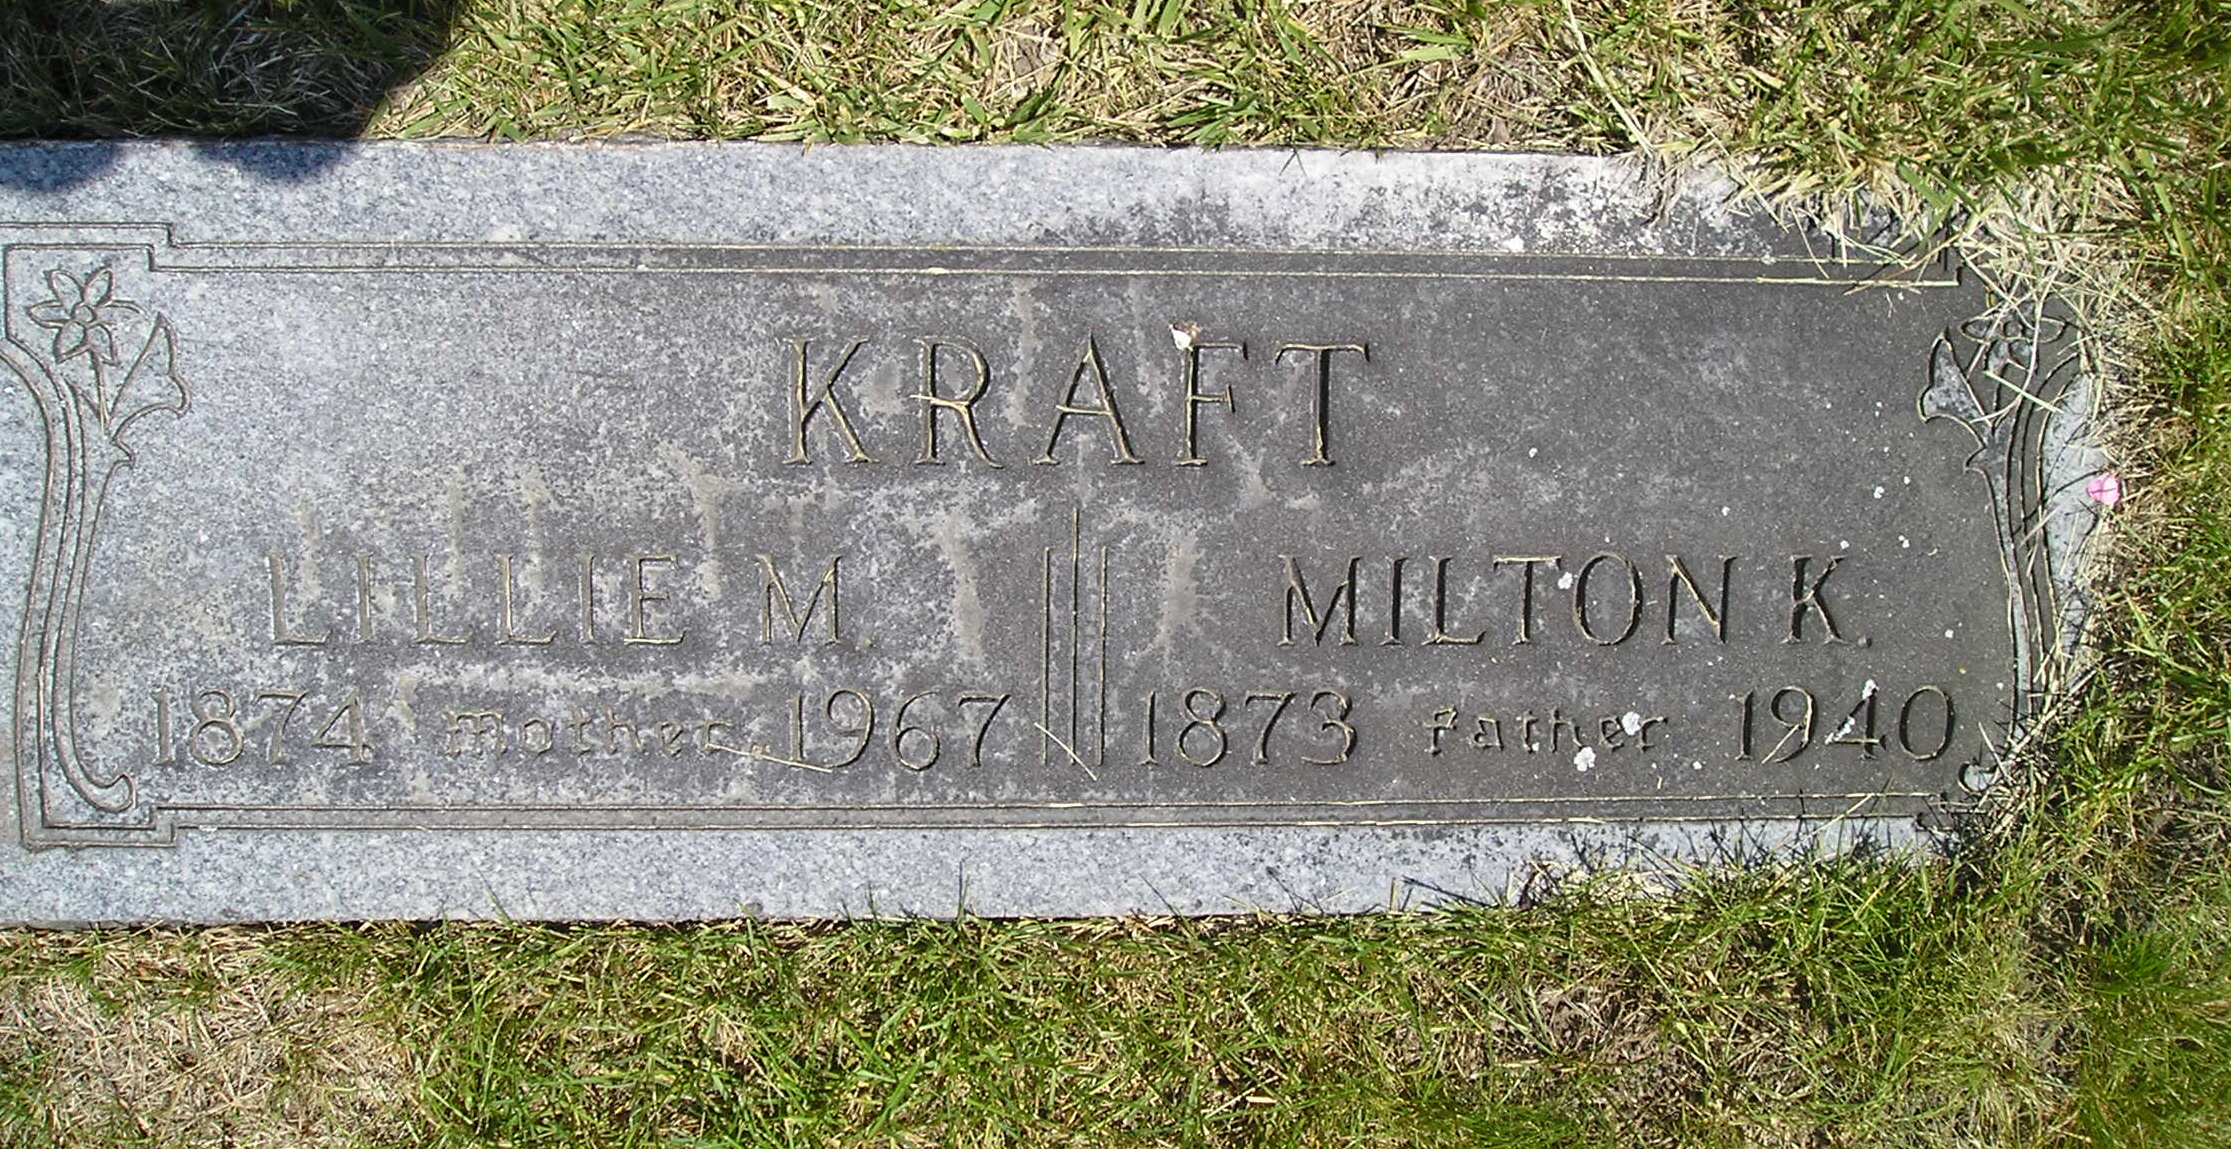 KRAFT
LILLIE M. MILTON K.
1874 Mother 1967 1873 Father 1940